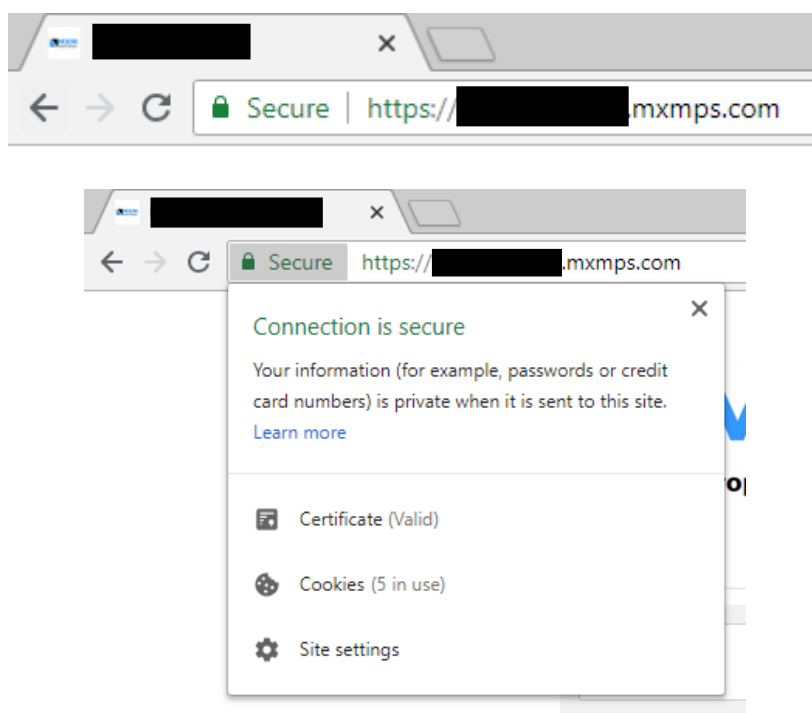 Secure | https:// .mxmps.com
Secure https:// .mxmps.com
Connection is secure
Your information (for example, passwords or credit
card numbers) is private when it is sent to this site.
Learn more
Certificate (Valid)
Cookies (5 in use)
Site settings